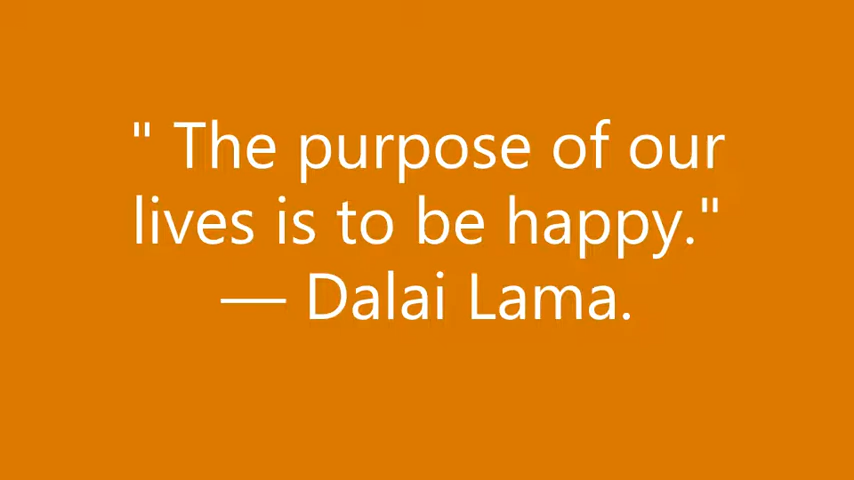 " The purpose of our
lives is to be happy."
— Dalai Lama.